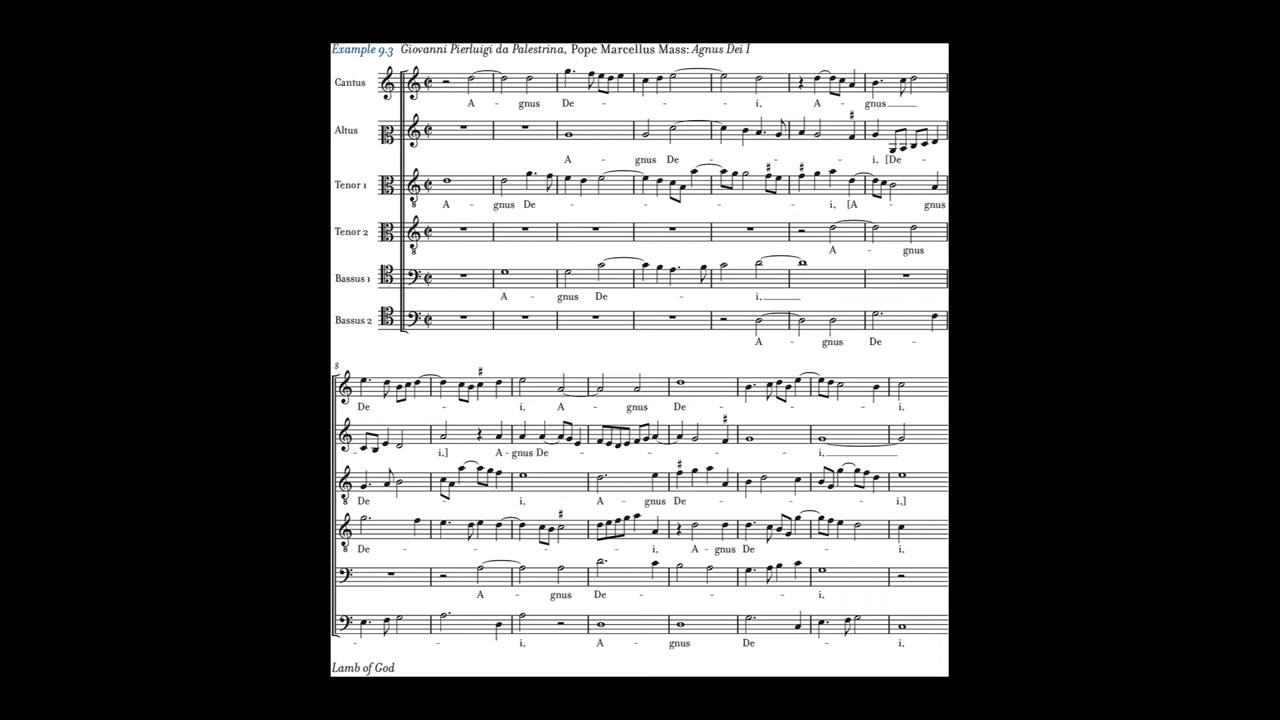 Example 9.3 Giovanni Pierluigi da Palestrina, Pope Marcellus Mass: Agnus Dei I
Cantus
A - gnus De - - - i, A - gnus
Altus
A - gnus De - - - i, [De -
Tenor 1
A - gnus De - - - - i, [A - gnus
Tenor 2
A - gnus
Bassus 1
A - gnus De - - i,
Bassus 2
A - gnus De -
8
De - - i, A - gnus De - - - i,
- - i,] A - gnus De - - - - i,
De - - i, A - gnus De - - i,]
De - - - - i, A - gnus De - i,
A - gnus De - - i,
- - - i, A - gnus De - i,
Lamb of God